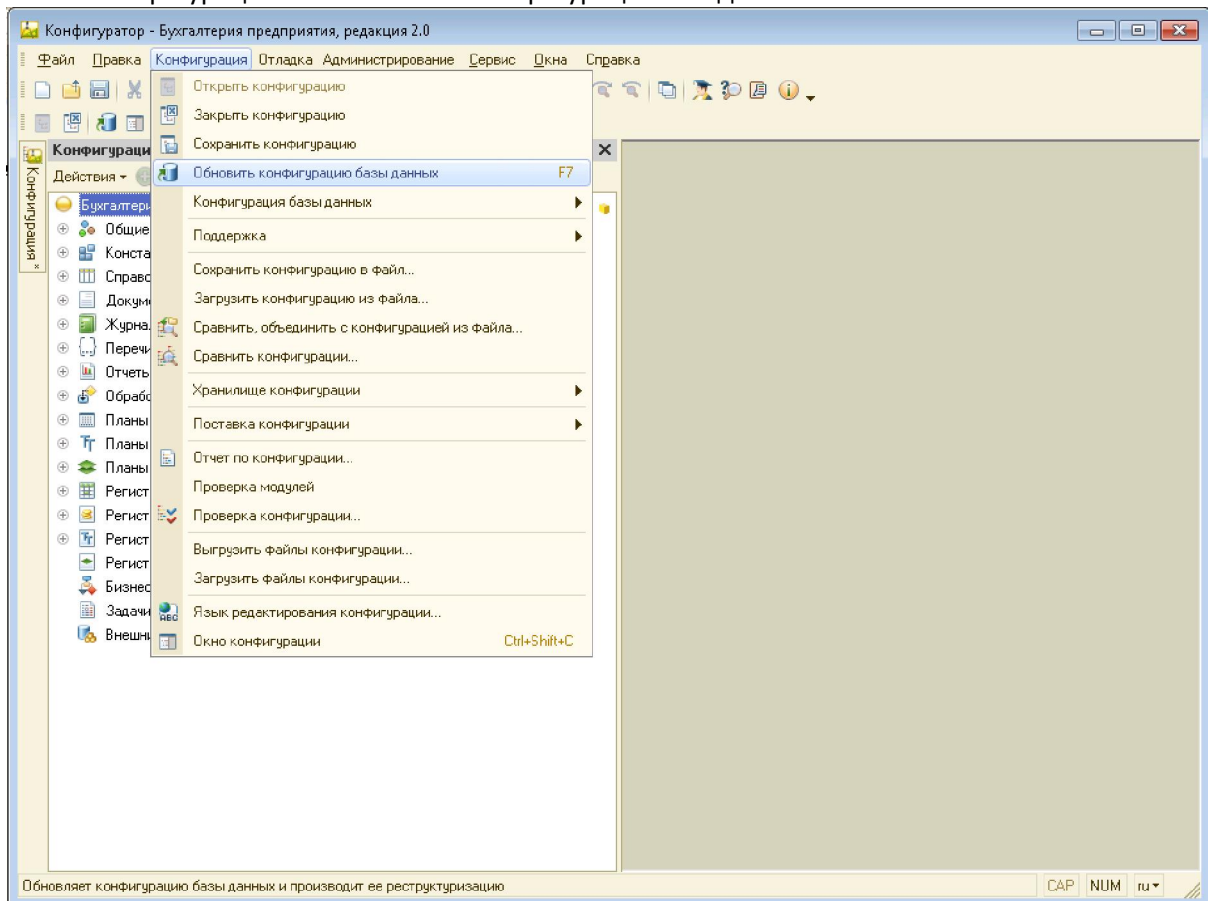 Конфигуратор - Бухгалтерия предприятия, редакция 2.0
Файл Правка Конфигурация Отладка Администрирование Сервис Окна Справка
Открыть конфигурацию
Закрыть конфигурацию
Сохранить конфигурацию
Обновить конфигурацию базы данных F7
Конфигурация базы данных
Поддержка
Сохранить конфигурацию в файл...
Загрузить конфигурацию из файла...
Сравнить, объединить с конфигурацией из файла...
Сравнить конфигурации...
Хранилище конфигурации
Поставка конфигурации
Отчет по конфигурации...
Проверка модулей
Проверка конфигурации...
Выгрузить файлы конфигурации...
Загрузить файлы конфигурации...
Язык редактирования конфигурации...
ABC
Окно конфигурации Ctrl+Shift+C
Конфигураци
Действия
Конфигурация
Бухгалтери
Общие
Конста
Справо
Докуме
Журна
Перечи
Отчеть
Обрабо
Планы
Планы
Планы
Регист
Регист
Регист
Регист
Бизнес
Задачи
Внешни
Обновляет конфигурацию базы данных и производит ее реструктуризацию
CAP NUM ru